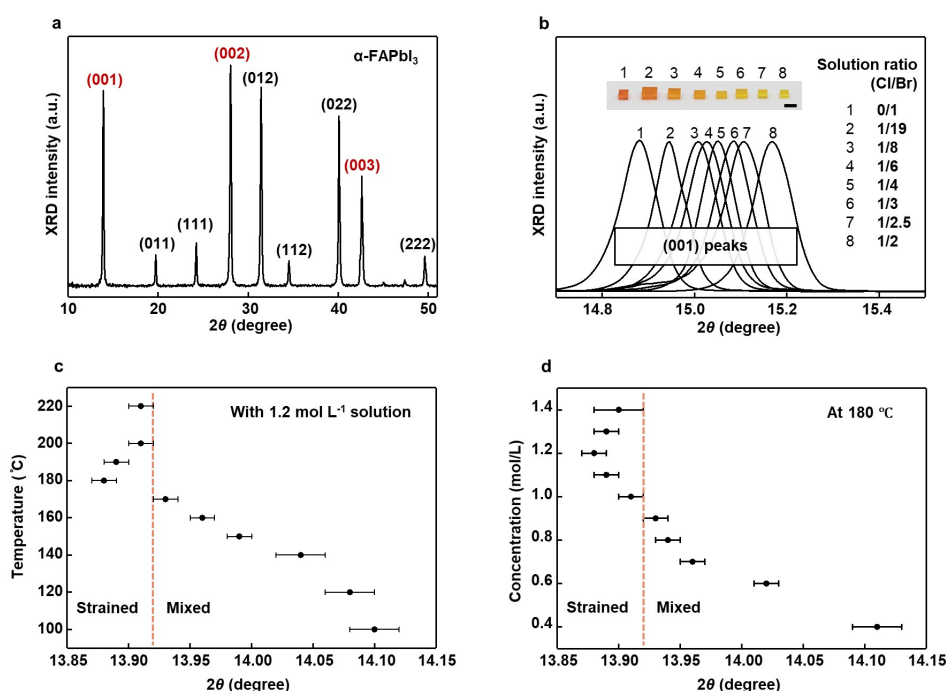 a
α-FAPbI₃
(001)
(002)
(012)
(022)
(003)
(011)
(111)
(112)
(222)
XRD intensity (a.u.)
10 20 30 40 50
2θ (degree)
b
1 2 3 4 5 6 7 8
Solution ratio
(Cl/Br)
1 0/1
2 1/19
3 1/8
4 1/6
5 1/4
6 1/3
7 1/2.5
8 1/2
1 2 3 4 5 6 7 8
(001) peaks
XRD intensity (a.u.)
14.8 15.0 15.2 15.4
2θ (degree)
c
With 1.2 mol L⁻¹ solution
220
200
180
160
140
120
100
Temperature (℃)
Strained Mixed
13.85 13.90 13.95 14.00 14.05 14.10 14.15
2θ (degree)
d
At 180 ℃
1.4
1.2
1.0
0.8
0.6
0.4
Concentration (mol/L)
Strained Mixed
13.85 13.90 13.95 14.00 14.05 14.10 14.15
2θ (degree)